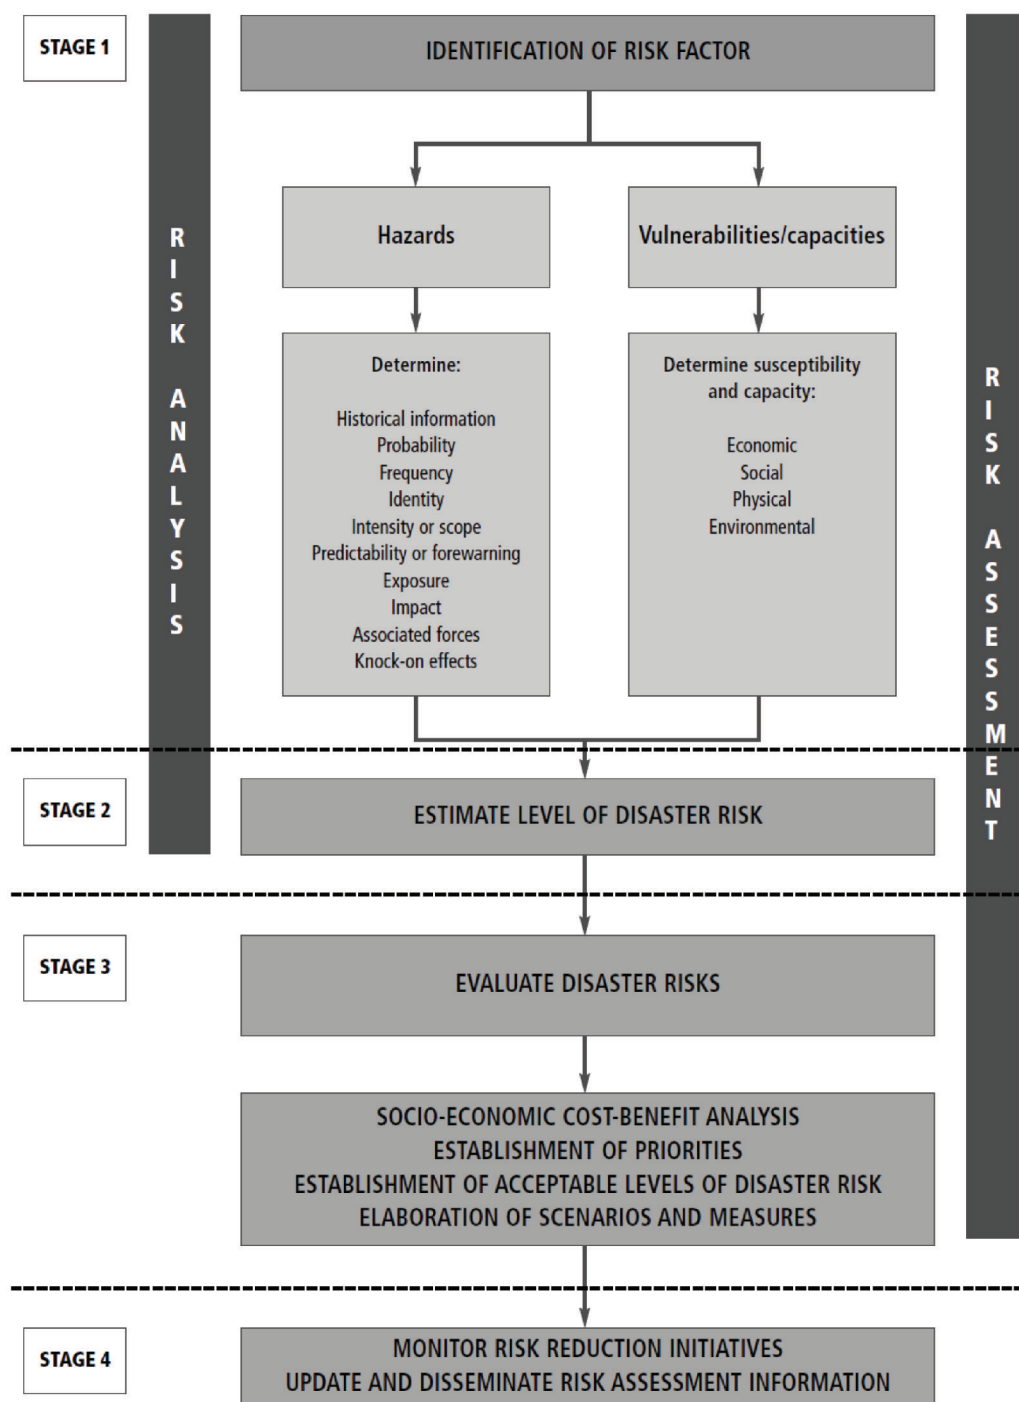 STAGE 1
IDENTIFICATION OF RISK FACTOR
RISK ANALYSIS
RISK ASSESSMENT
Hazards
Vulnerabilities/capacities
Determine:
Historical information
Probability
Frequency
Identity
Intensity or scope
Predictability or forewarning
Exposure
Impact
Associated forces
Knock-on effects
Determine susceptibility
and capacity:
Economic
Social
Physical
Environmental
STAGE 2
ESTIMATE LEVEL OF DISASTER RISK
STAGE 3
EVALUATE DISASTER RISKS
SOCIO-ECONOMIC COST-BENEFIT ANALYSIS
ESTABLISHMENT OF PRIORITIES
ESTABLISHMENT OF ACCEPTABLE LEVELS OF DISASTER RISK
ELABORATION OF SCENARIOS AND MEASURES
STAGE 4
MONITOR RISK REDUCTION INITIATIVES
UPDATE AND DISSEMINATE RISK ASSESSMENT INFORMATION